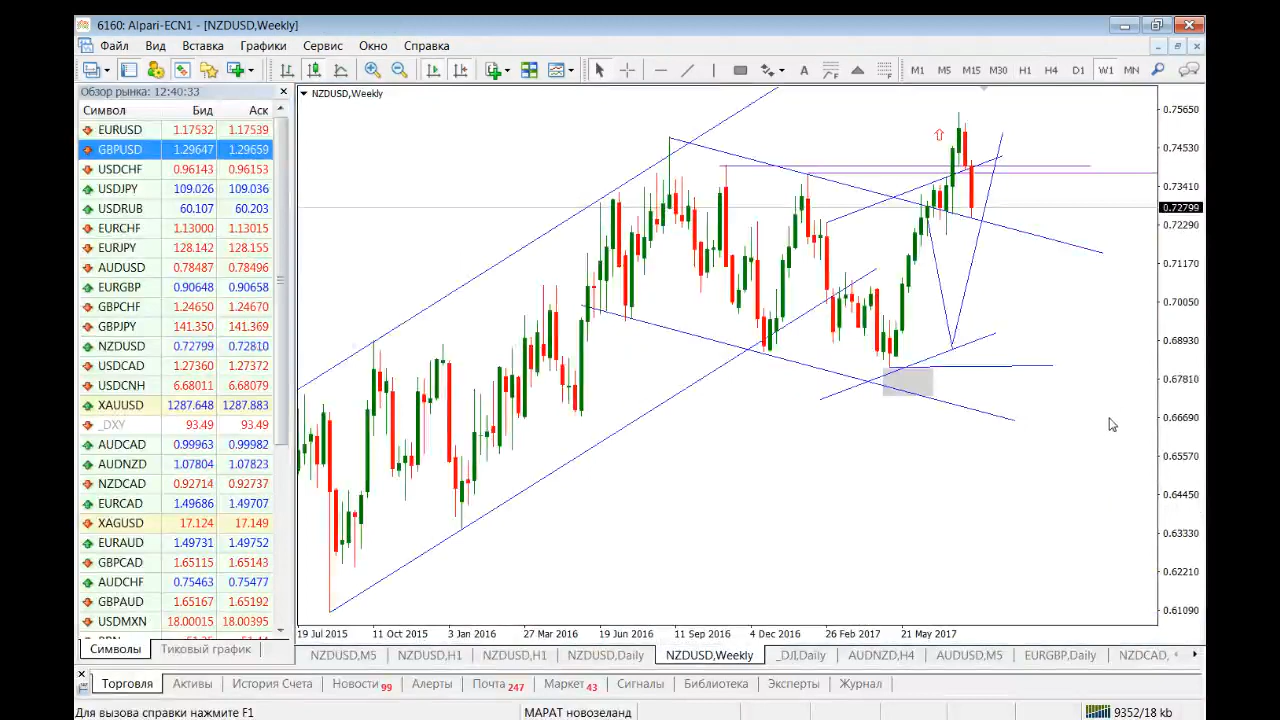 6160: Alpari-ECN1 - [NZDUSD,Weekly]
Файл Вид Вставка Графики Сервис Окно Справка
A M1 M5 M15 M30 H1 H4 D1 W1 MN
Обзор рынка: 12:40:33
Символ Бид Аск
EURUSD 1.17532 1.17539
GBPUSD 1.29647 1.29659
USDCHF 0.96143 0.96153
USDJPY 109.026 109.036
USDRUB 60.107 60.203
EURCHF 1.13000 1.13015
EURJPY 128.142 128.155
AUDUSD 0.78487 0.78496
EURGBP 0.90648 0.90658
GBPCHF 1.24650 1.24670
GBPJPY 141.350 141.369
NZDUSD 0.72799 0.72810
USDCAD 1.27360 1.27372
USDCNH 6.68011 6.68079
XAUUSD 1287.648 1287.883
_DXY 93.49 93.49
AUDCAD 0.99963 0.99982
AUDNZD 1.07804 1.07823
NZDCAD 0.92714 0.92737
EURCAD 1.49686 1.49707
XAGUSD 17.124 17.149
EURAUD 1.49731 1.49752
GBPCAD 1.65115 1.65143
AUDCHF 0.75463 0.75477
GBPAUD 1.65167 1.65192
USDMXN 18.00015 18.00395
Символы Тиковый график
NZDUSD,Weekly
0.75650
0.74530
0.73410
0.72799
0.72290
0.71170
0.70050
0.68930
0.67810
0.66690
0.65570
0.64450
0.63330
0.62210
0.61090
19 Jul 2015 11 Oct 2015 3 Jan 2016 27 Mar 2016 19 Jun 2016 11 Sep 2016 4 Dec 2016 26 Feb 2017 21 May 2017
NZDUSD,M5 NZDUSD,H1 NZDUSD,H1 NZDUSD,Daily NZDUSD,Weekly _DJI,Daily AUDNZD,H4 AUDUSD,M5 EURGBP,Daily NZDCAD,
Торговля Активы История Счета Новости 99 Алерты Почта 247 Маркет 43 Сигналы Библиотека Эксперты Журнал
Для вызова справки нажмите F1 МАРАТ новозеланд 9352/18 kb